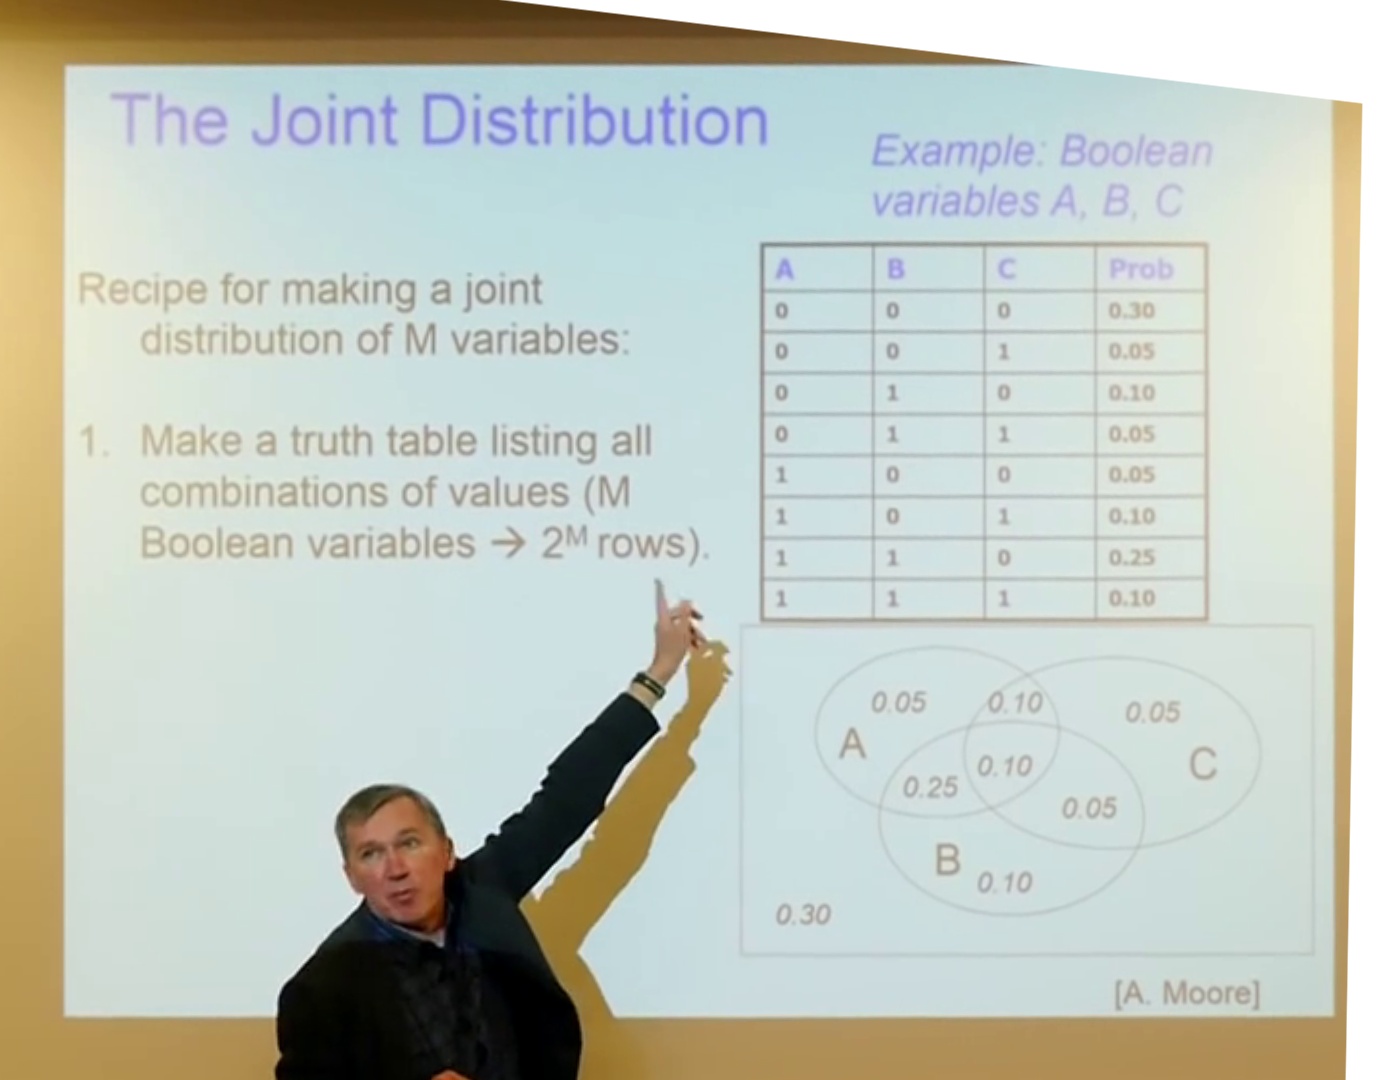 The Joint Distribution
Example: Boolean
variables A, B, C
Recipe for making a joint
distribution of M variables:
1. Make a truth table listing all
combinations of values (M
Boolean variables → 2ᴹ rows).
A B C Prob
0 0 0 0.30
0 0 1 0.05
0 1 0 0.10
0 1 1 0.05
1 0 0 0.05
1 0 1 0.10
1 1 0 0.25
1 1 1 0.10
0.05 0.10 0.05
A C
0.10
0.25 0.05
B 0.10
0.30
[A. Moore]